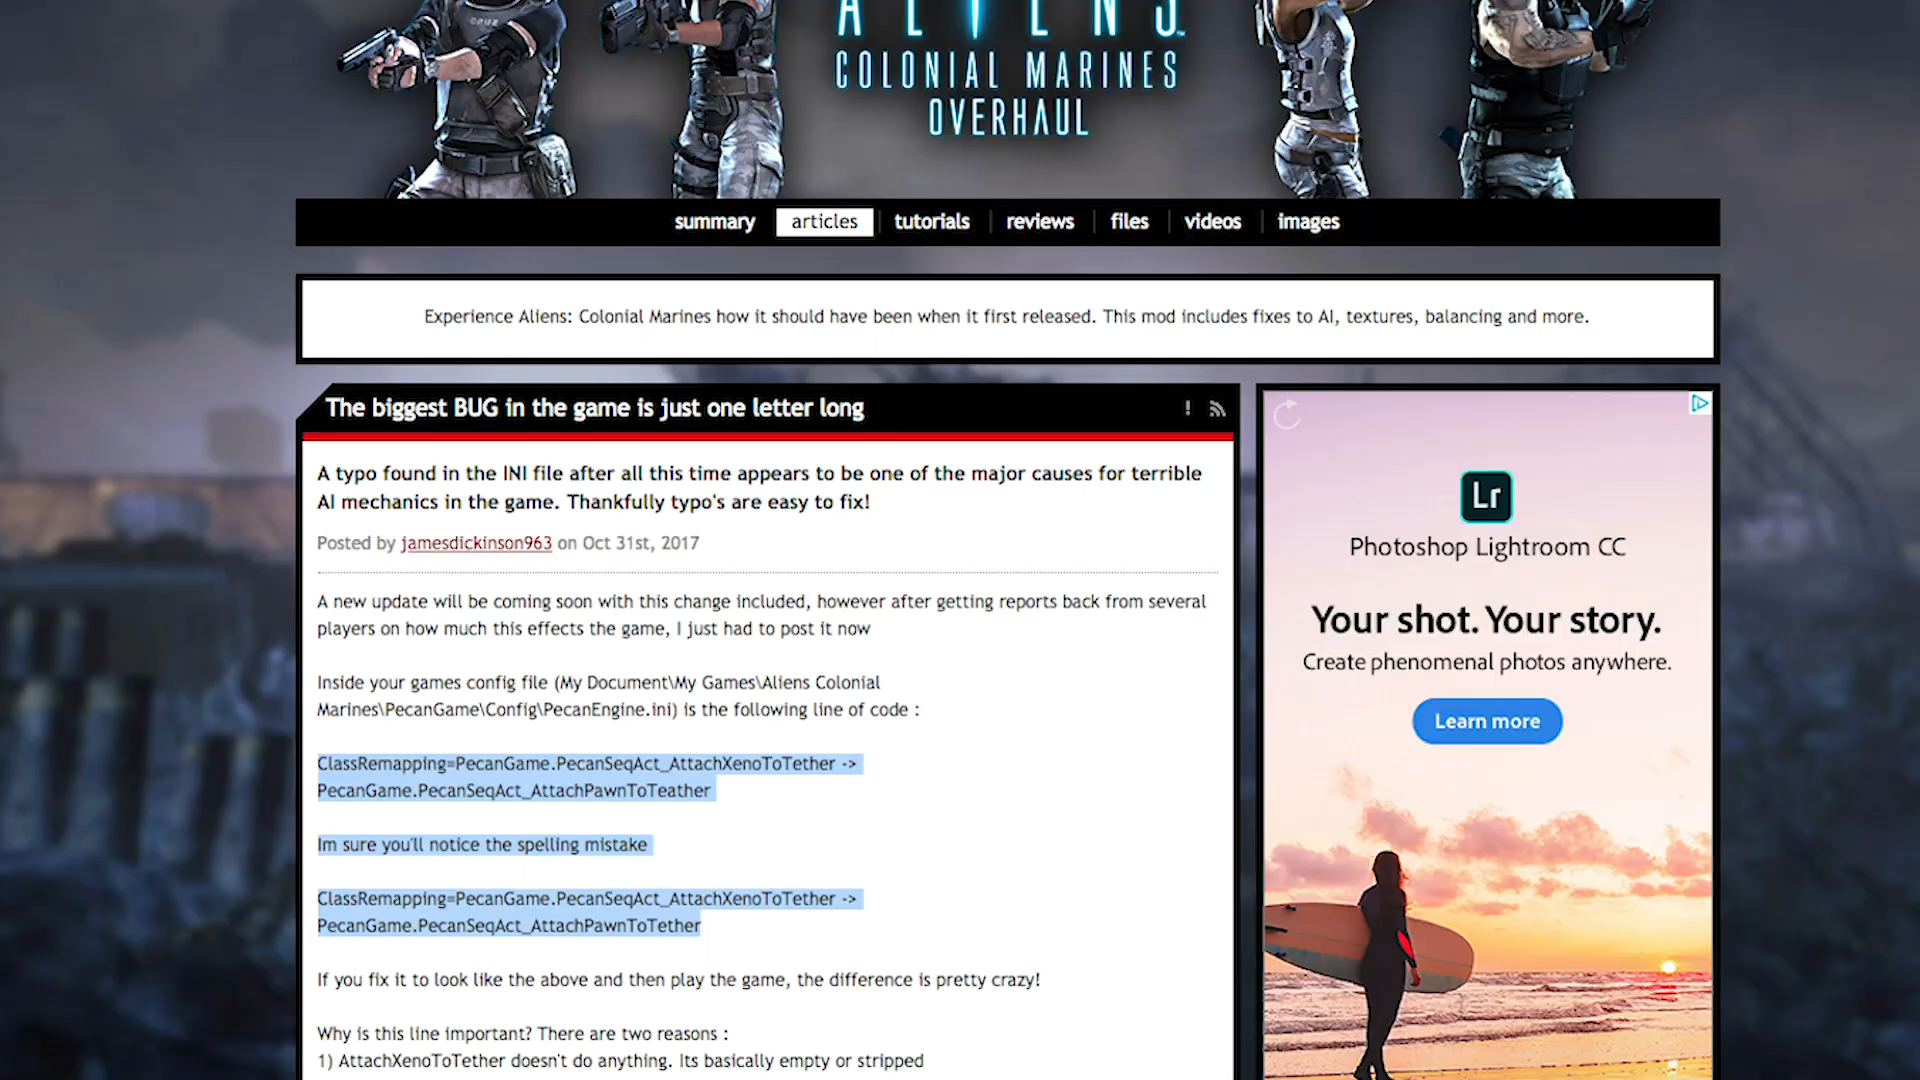 CRUZ
ALIENS
COLONIAL MARINES
OVERHAUL
summary articles tutorials reviews files videos images
Experience Aliens: Colonial Marines how it should have been when it first released. This mod includes fixes to AI, textures, balancing and more.
The biggest BUG in the game is just one letter long
A typo found in the INI file after all this time appears to be one of the major causes for terrible
AI mechanics in the game. Thankfully typo's are easy to fix!
Posted by jamesdickinson963 on Oct 31st, 2017
A new update will be coming soon with this change included, however after getting reports back from several
players on how much this effects the game, I just had to post it now
Inside your games config file (My Document\My Games\Aliens Colonial
Marines\PecanGame\Config\PecanEngine.ini) is the following line of code :
ClassRemapping=PecanGame.PecanSeqAct_AttachXenoToTether ->
PecanGame.PecanSeqAct_AttachPawnToTeather
Im sure you'll notice the spelling mistake
ClassRemapping=PecanGame.PecanSeqAct_AttachXenoToTether ->
PecanGame.PecanSeqAct_AttachPawnToTether
If you fix it to look like the above and then play the game, the difference is pretty crazy!
Why is this line important? There are two reasons :
1) AttachXenoToTether doesn't do anything. Its basically empty or stripped
Lr
Photoshop Lightroom CC
Your shot. Your story.
Create phenomenal photos anywhere.
Learn more